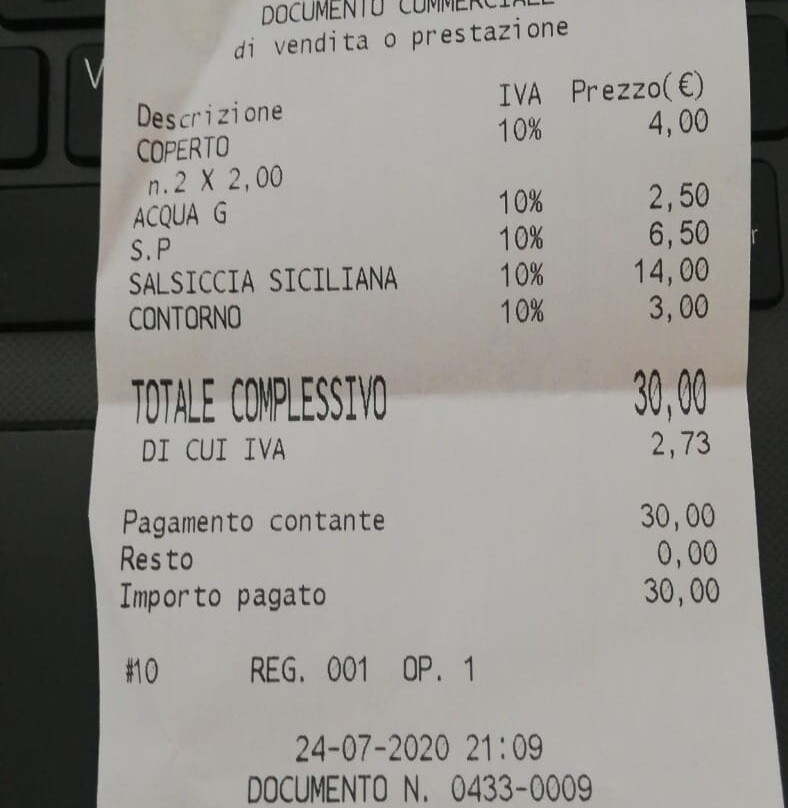 DOCUMENTO COMMERCIALE
di vendita o prestazione
Descrizione IVA Prezzo(€)
COPERTO 10% 4,00
n.2 X 2,00
ACQUA G 10% 2,50
S.P 10% 6,50
SALSICCIA SICILIANA 10% 14,00
CONTORNO 10% 3,00
TOTALE COMPLESSIVO 30,00
DI CUI IVA 2,73
Pagamento contante 30,00
Resto 0,00
Importo pagato 30,00
#10 REG. 001 OP. 1
24-07-2020 21:09
DOCUMENTO N. 0433-0009
V
r